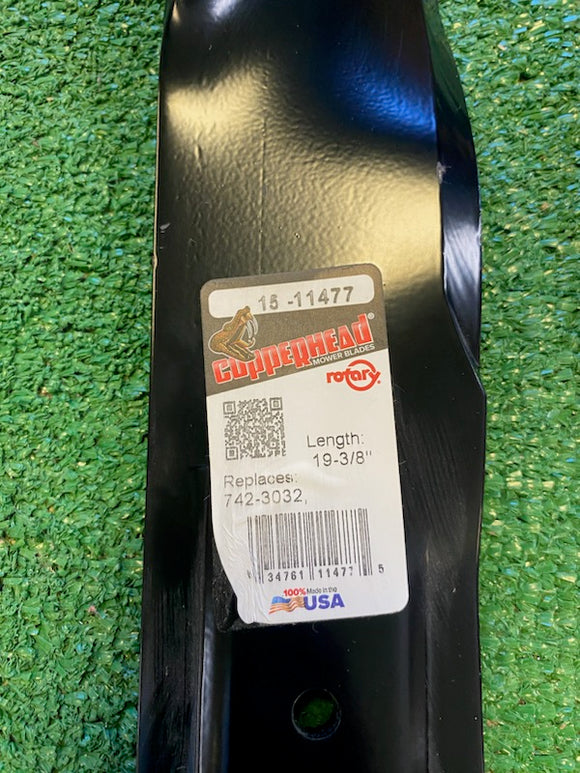 15 -11477
COPPERHEAD®
MOWER BLADES
rotary
Length:
19-3/8"
Replaces:
742-3032,
34761 11477 5
100% Made in the
USA